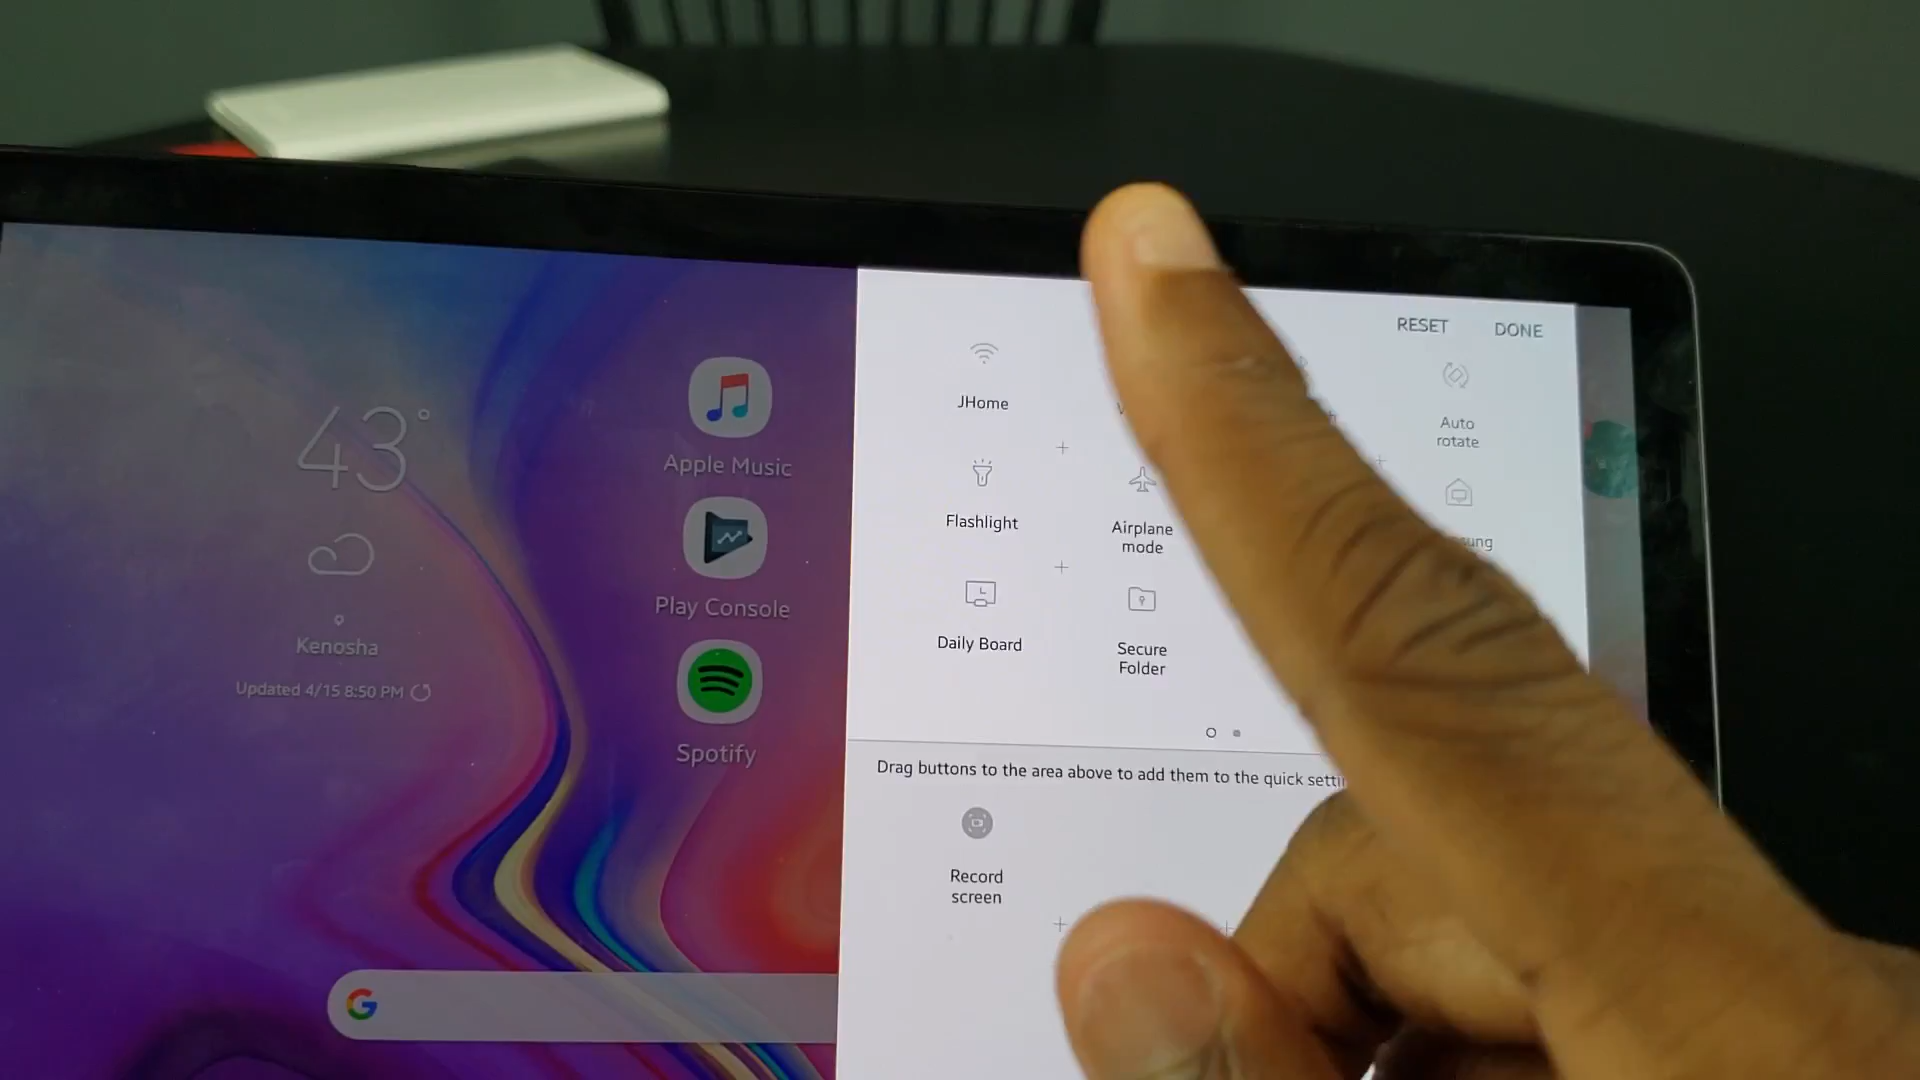 43°
Kenosha
Updated 4/15 8:50 PM
Apple Music
Play Console
Spotify
G
RESET
DONE
JHome
Auto
rotate
Flashlight
Airplane
mode
Daily Board
Secure
Folder
Drag buttons to the area above to add them to the quick
Record
screen